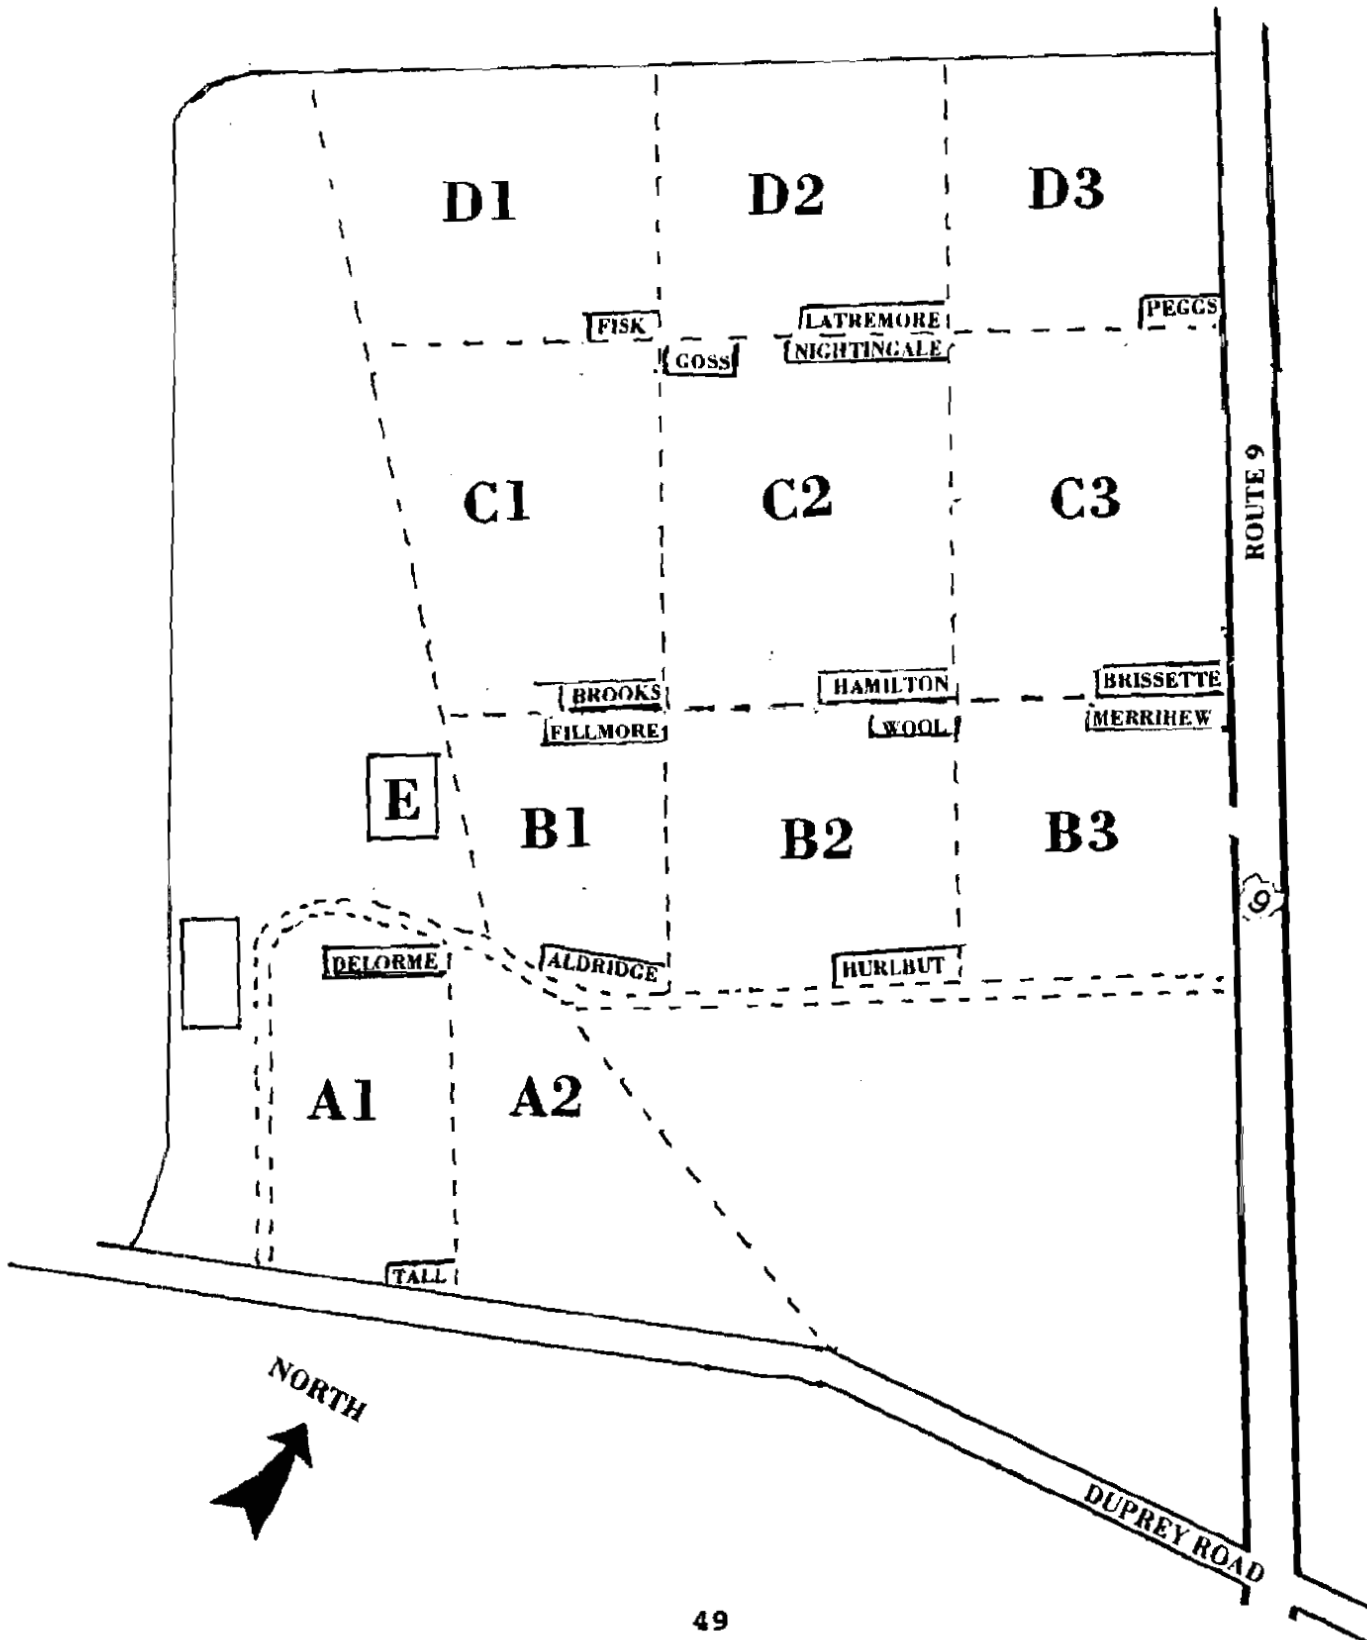 D1
D2
D3
FISK
LATREMORE
PEGGS
GOSS
NIGHTINGALE
C1
C2
C3
ROUTE 9
BROOKS
HAMILTON
BRISSETTE
FILLMORE
WOOL
MERRIHEW
E
B1
B2
B3
9
DELORME
ALDRIDGE
HURLBUT
A1
A2
TALL
NORTH
DUPREY ROAD
49